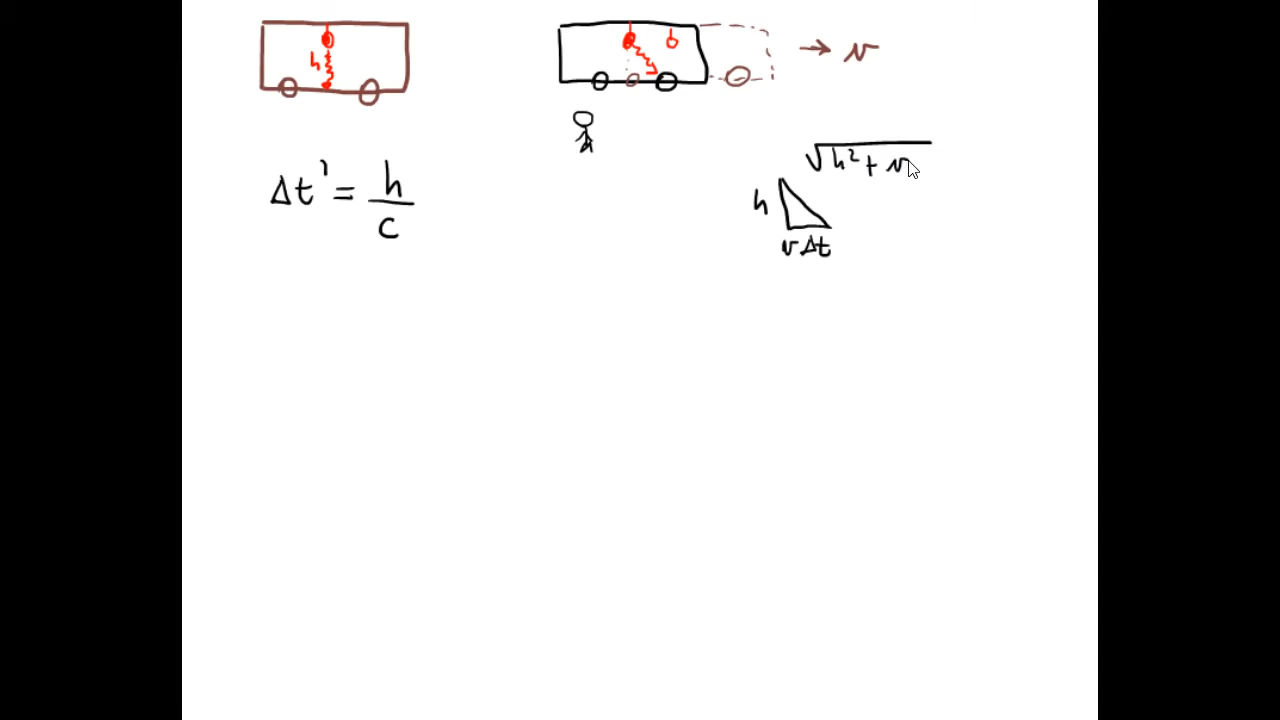 h
→ v
Δt' = h/c
√(h² + v
h
vΔt